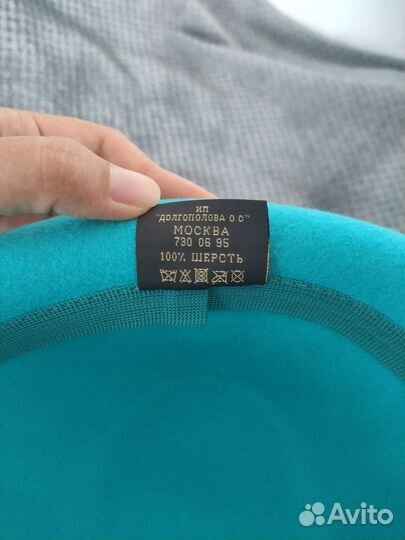 ИП
"ДОЛГОПОЛОВА О С"
МОСКВА
730 06 95
100% ШЕРСТЬ
Avito